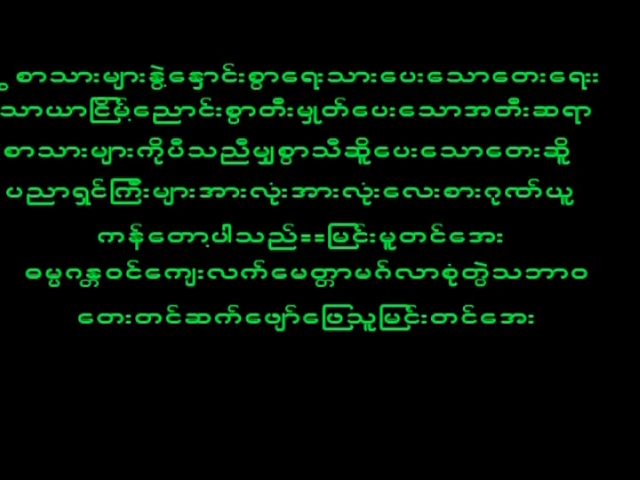 စာသားများနွဲ့နှောင်းစွာရေးသားပေးသောတေးရေး
သာယာငြိမ့်ညောင်းစွာတီးမှုတ်ပေးသောအတီးဆရာ
စာသားများကိုပီသညီမျှစွာသီဆိူပေးသောတေးဆိူ
ပညာရှင်ကြီးများအားလုံးအားလုံးလေးစားဂုဏ်ယူ
ကန်တော့ပါသည်==မြင်းမူတင်အေး
ဓမ္မဂန္တဝင်ကျေးလက်မေတ္တာမဂ်လာစုံတွဲသဘာဝ
တေးတင်ဆက်ဖျော်ဖြေသူမြင်းတင်အေး